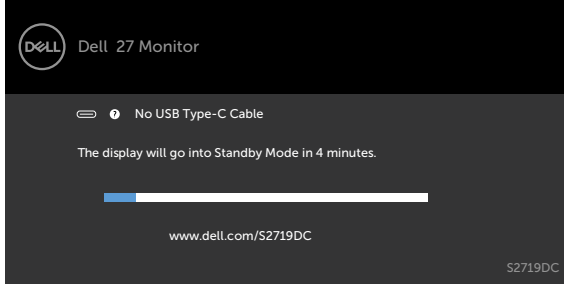 DELL
Dell 27 Monitor
? No USB Type-C Cable
The display will go into Standby Mode in 4 minutes.
www.dell.com/S2719DC
S2719DC